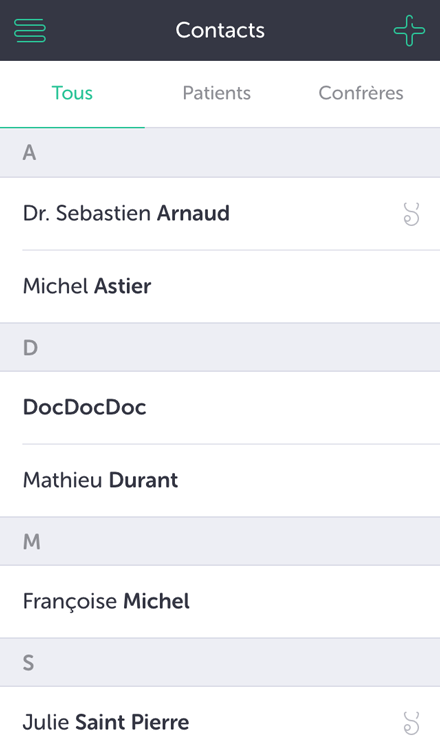 Contacts
Tous Patients Confrères
A
Dr. Sebastien Arnaud
Michel Astier
D
DocDocDoc
Mathieu Durant
M
Françoise Michel
S
Julie Saint Pierre